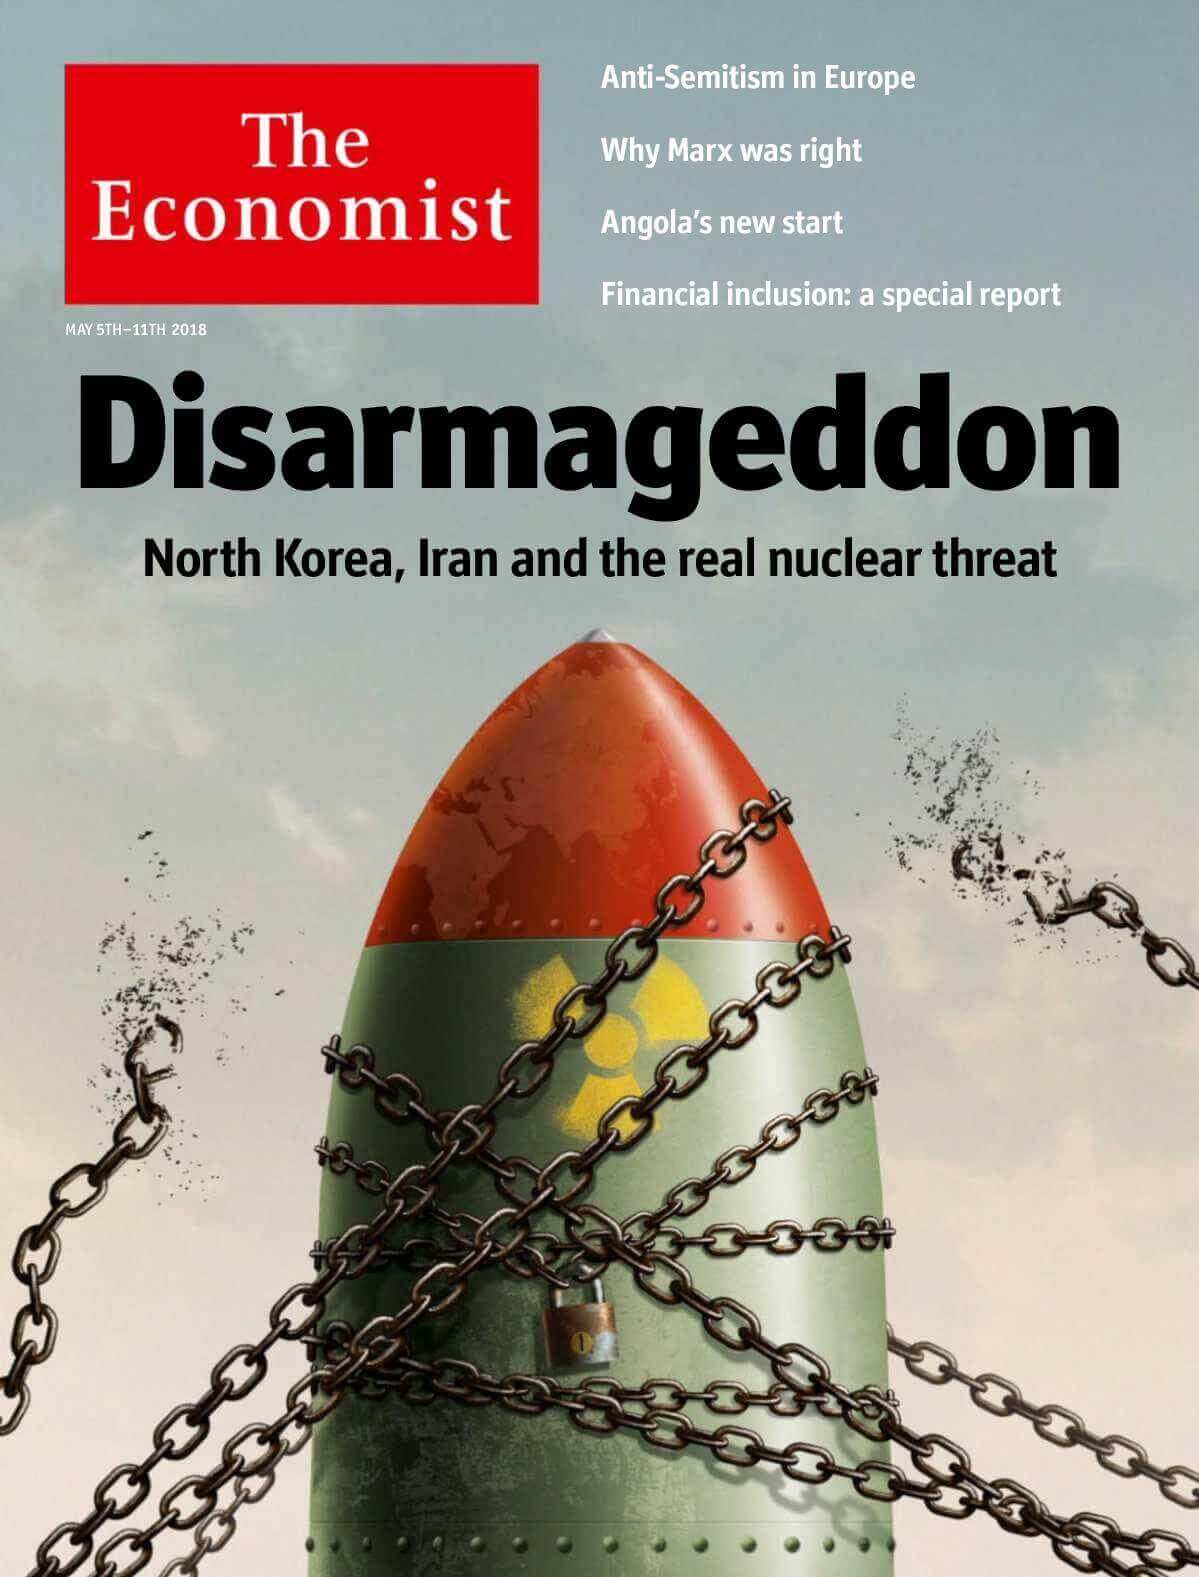 The
Economist
MAY 5TH–11TH 2018
Anti-Semitism in Europe
Why Marx was right
Angola’s new start
Financial inclusion: a special report
Disarmageddon
North Korea, Iran and the real nuclear threat